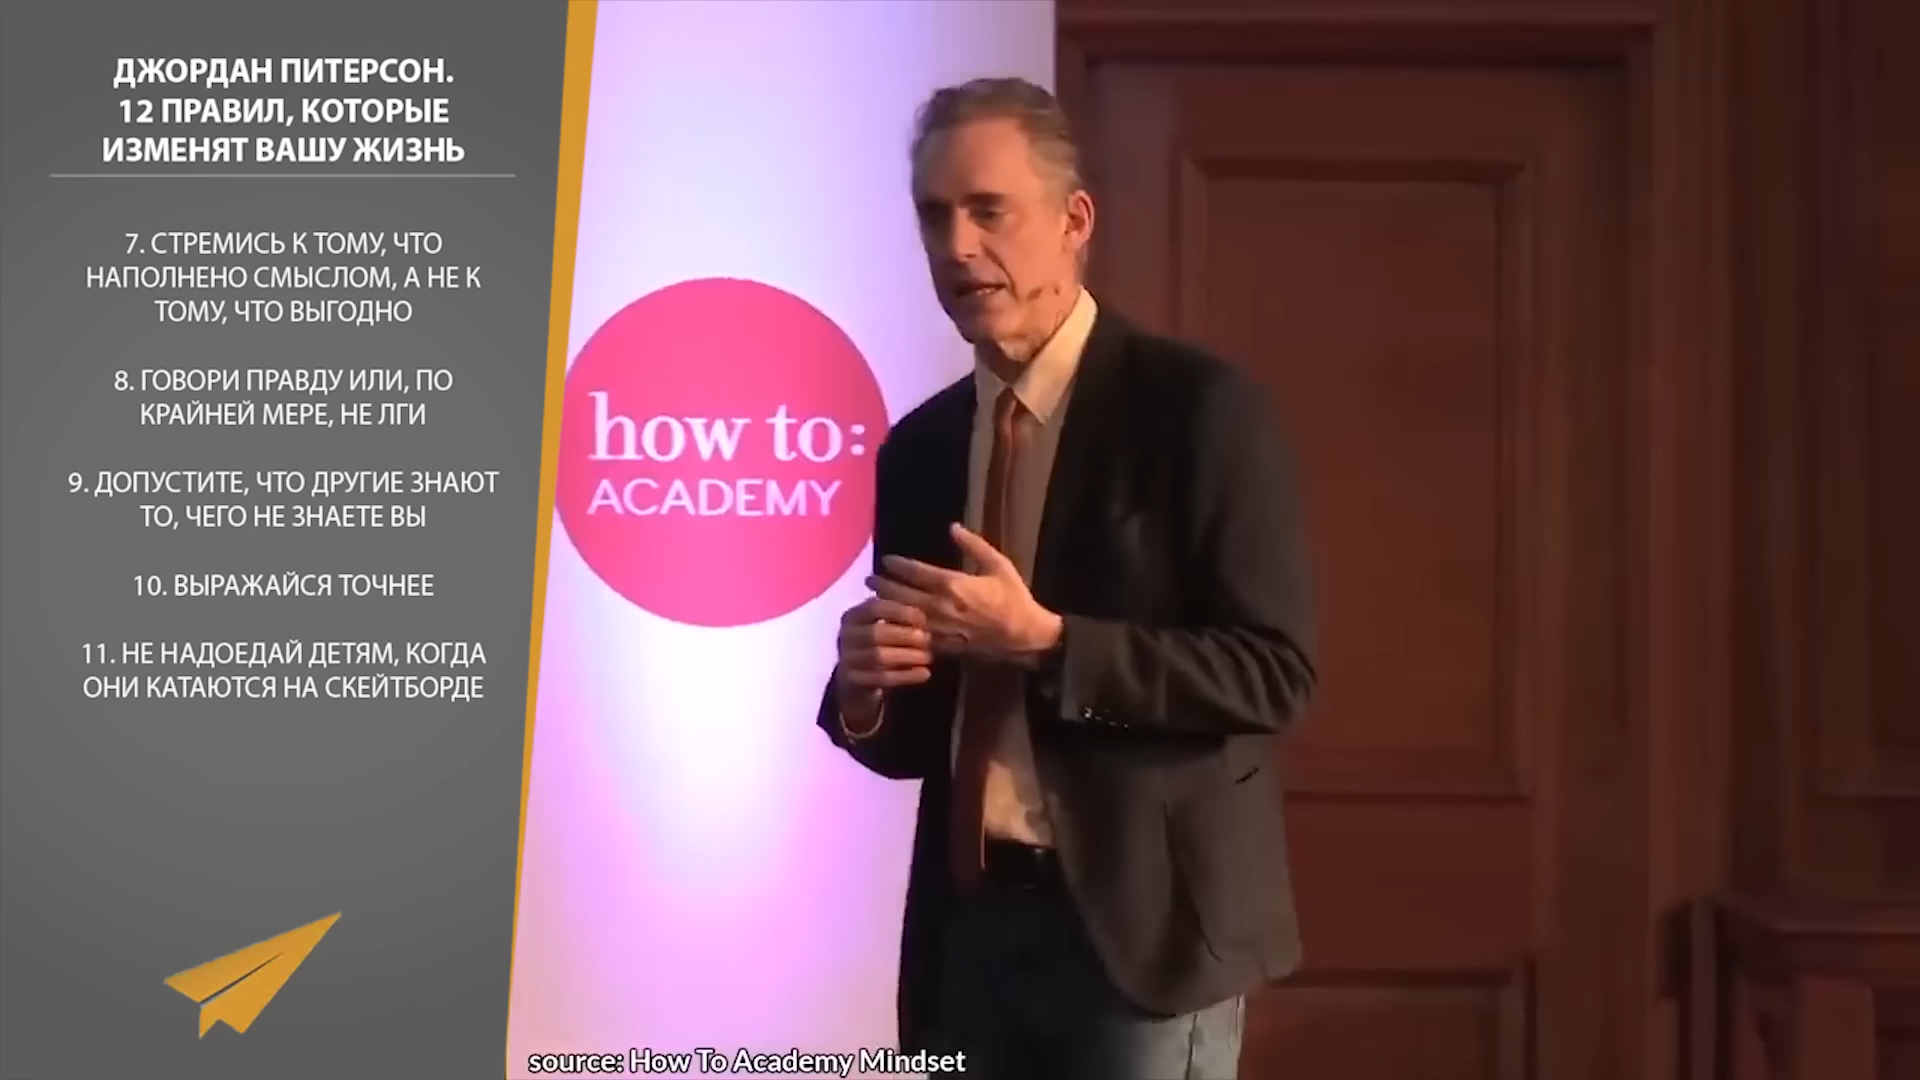 ДЖОРДАН ПИТЕРСОН.
12 ПРАВИЛ, КОТОРЫЕ
ИЗМЕНЯТ ВАШУ ЖИЗНЬ
7. СТРЕМИСЬ К ТОМУ, ЧТО
НАПОЛНЕНО СМЫСЛОМ, А НЕ К
ТОМУ, ЧТО ВЫГОДНО
8. ГОВОРИ ПРАВДУ ИЛИ, ПО
КРАЙНЕЙ МЕРЕ, НЕ ЛГИ
9. ДОПУСТИТЕ, ЧТО ДРУГИЕ ЗНАЮТ
ТО, ЧЕГО НЕ ЗНАЕТЕ ВЫ
10. ВЫРАЖАЙСЯ ТОЧНЕЕ
11. НЕ НАДОЕДАЙ ДЕТЯМ, КОГДА
ОНИ КАТАЮТСЯ НА СКЕЙТБОРДЕ
how to:
ACADEMY
source: How To Academy Mindset